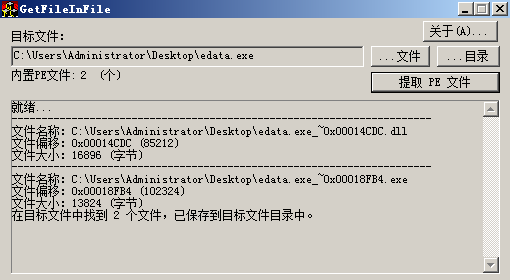 GetFileInFile
目标文件:
关于(A)...
C:\Users\Administrator\Desktop\edata.exe
...文件
...目录
内置PE文件: 2 (个)
提取 PE 文件
就绪...
--------------------------------------------------------------------
文件名称: C:\Users\Administrator\Desktop\edata.exe_~0x00014CDC.dll
文件偏移: 0x00014CDC (85212)
文件大小: 16896 (字节)
--------------------------------------------------------------------
文件名称: C:\Users\Administrator\Desktop\edata.exe_~0x00018FB4.exe
文件偏移: 0x00018FB4 (102324)
文件大小: 13824 (字节)
在目标文件中找到 2 个文件，已保存到目标文件目录中。